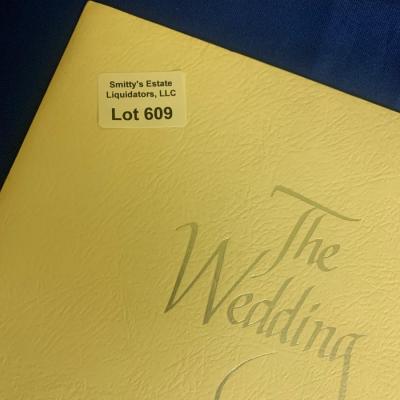 Smitty's Estate
Liquidators, LLC
Lot 609
The
Wedding